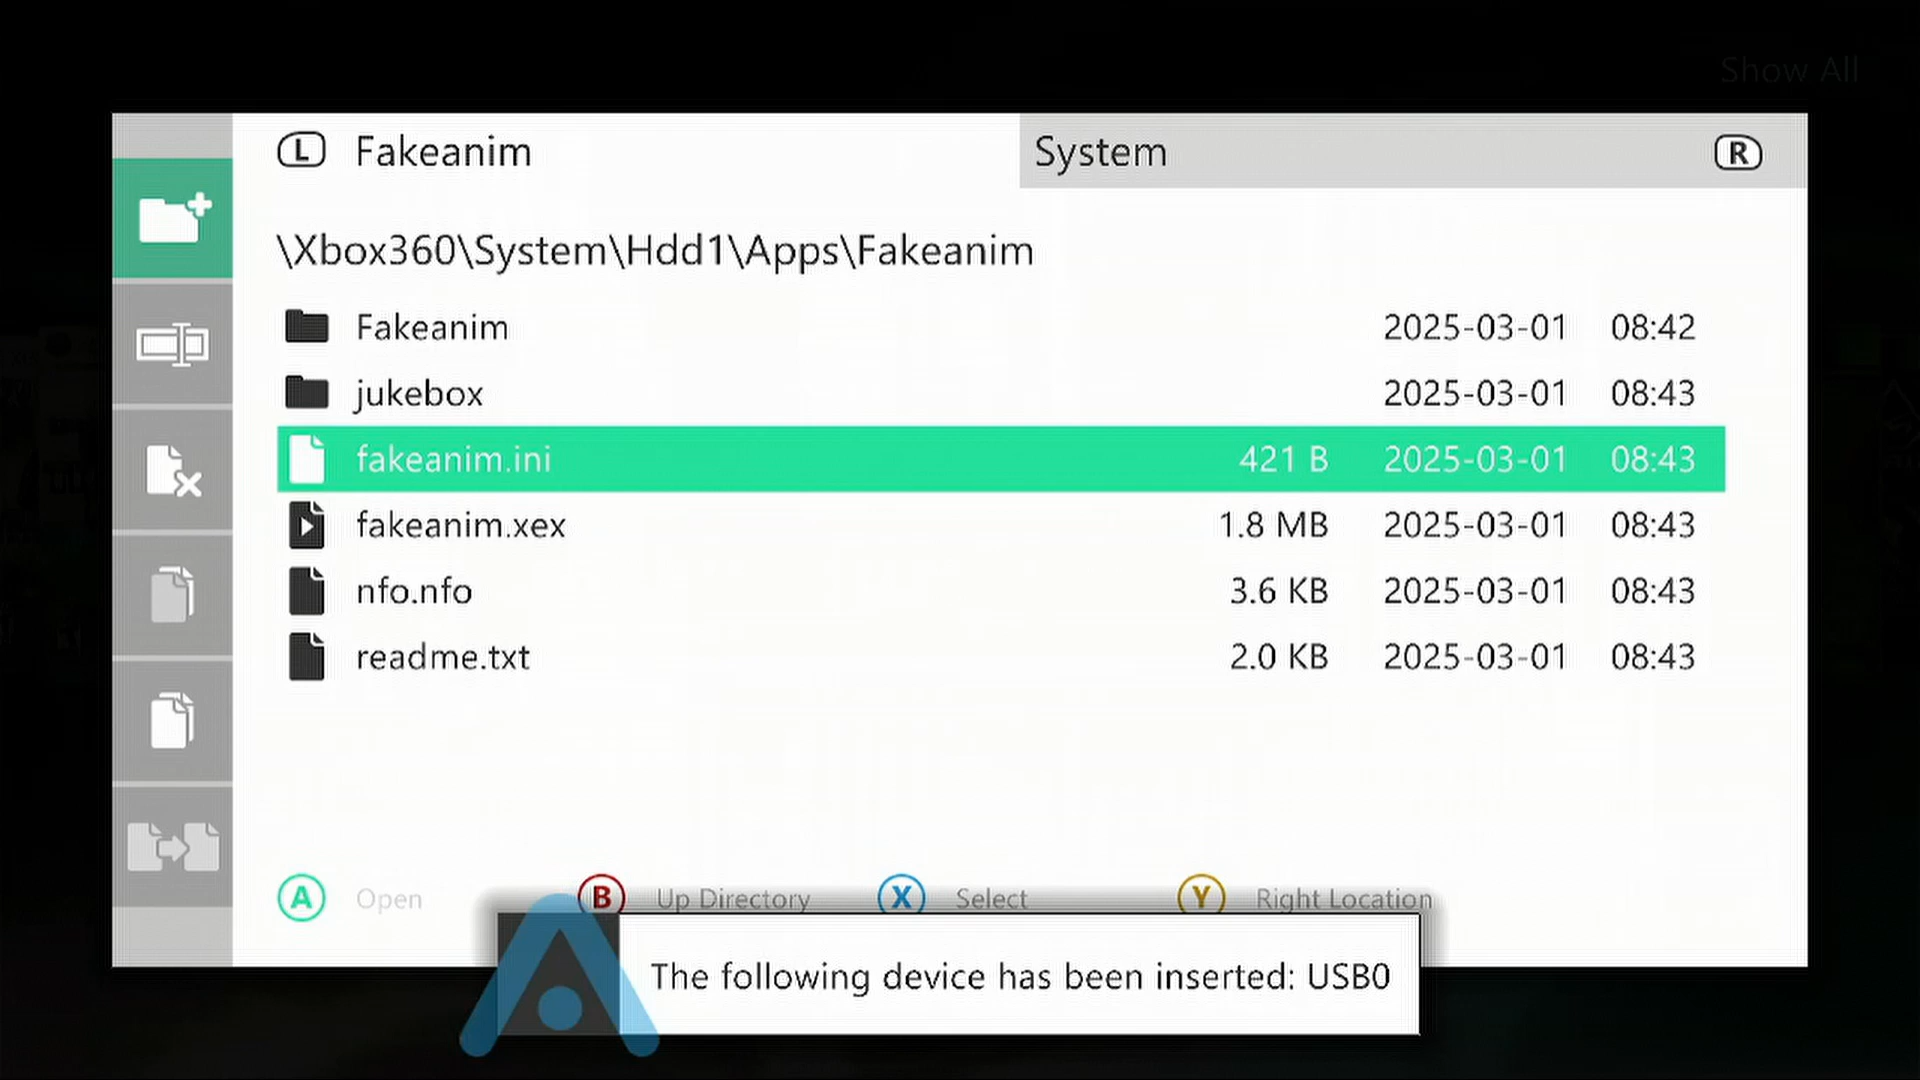 Show All
L Fakeanim
System R
\Xbox360\System\Hdd1\Apps\Fakeanim
Fakeanim 2025-03-01 08:42
jukebox 2025-03-01 08:43
fakeanim.ini 421 B 2025-03-01 08:43
fakeanim.xex 1.8 MB 2025-03-01 08:43
nfo.nfo 3.6 KB 2025-03-01 08:43
readme.txt 2.0 KB 2025-03-01 08:43
A Open B Up Directory X Select Y Right Location
The following device has been inserted: USB0